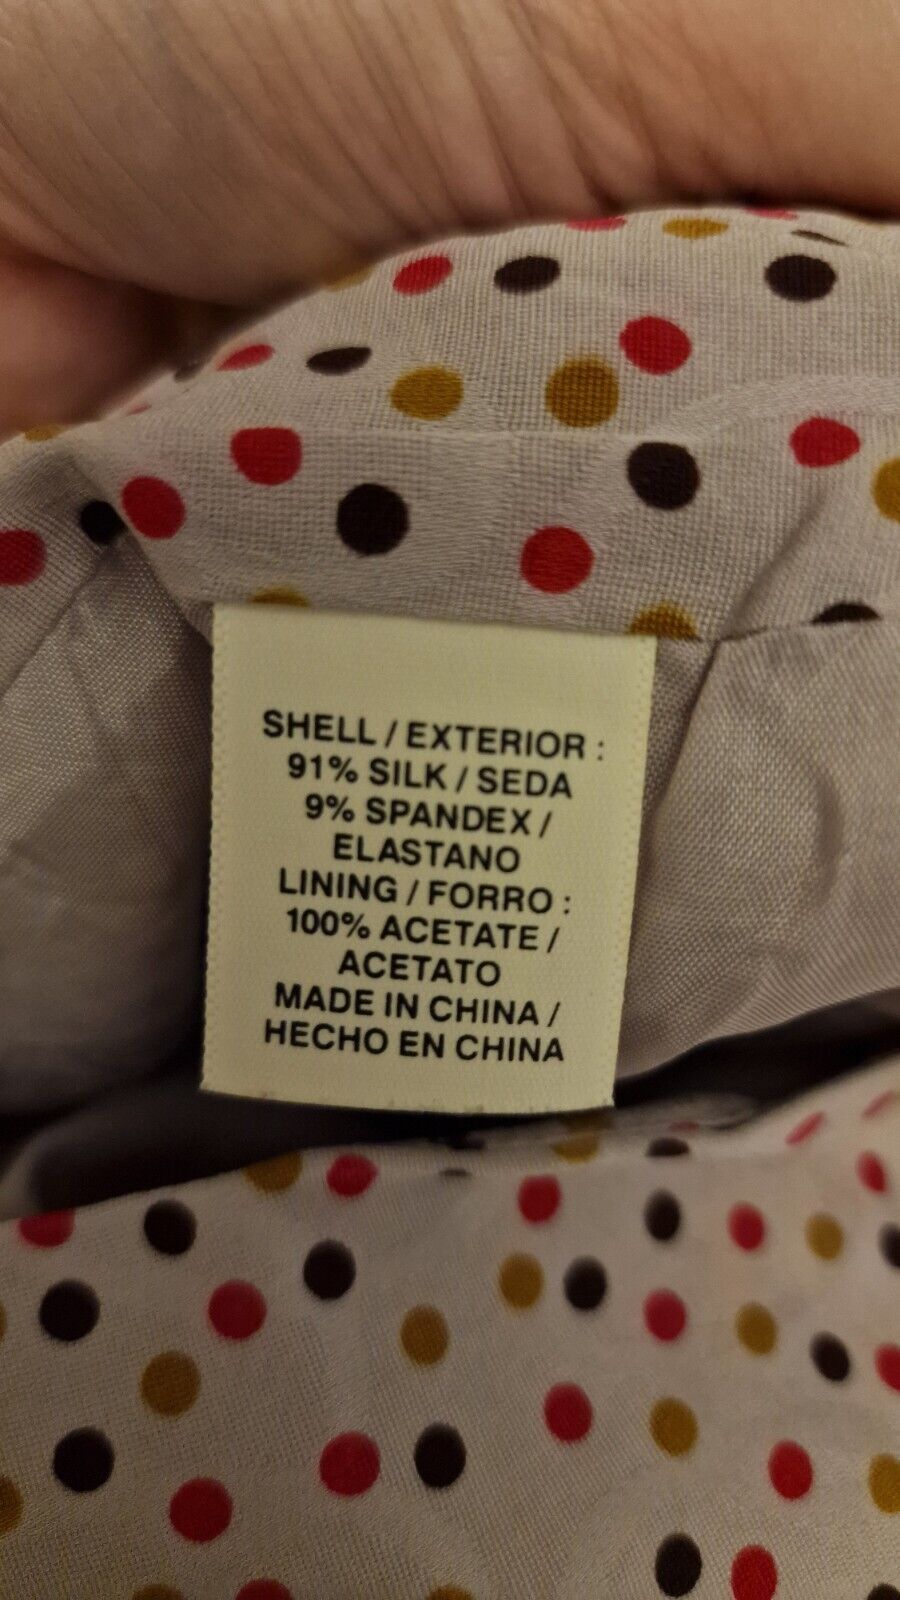 SHELL / EXTERIOR :
91% SILK / SEDA
9% SPANDEX /
ELASTANO
LINING / FORRO :
100% ACETATE /
ACETATO
MADE IN CHINA /
HECHO EN CHINA